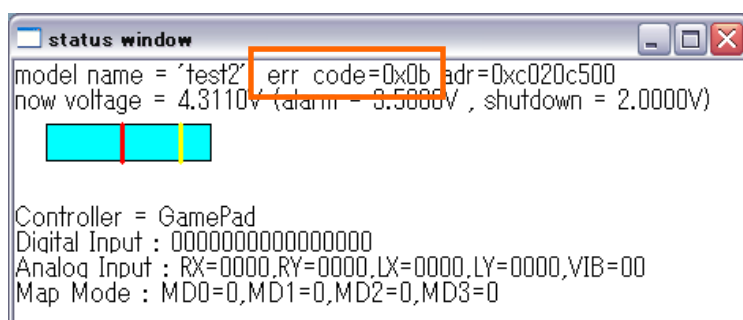 status window
model name = 'test2' err code=0x0b adr=0xc020c500
now voltage = 4.3110V (alarm = 3.5000V , shutdown = 2.0000V)
Controller = GamePad
Digital Input : 0000000000000000
Analog Input : RX=0000,RY=0000,LX=0000,LY=0000,VIB=00
Map Mode : MD0=0,MD1=0,MD2=0,MD3=0